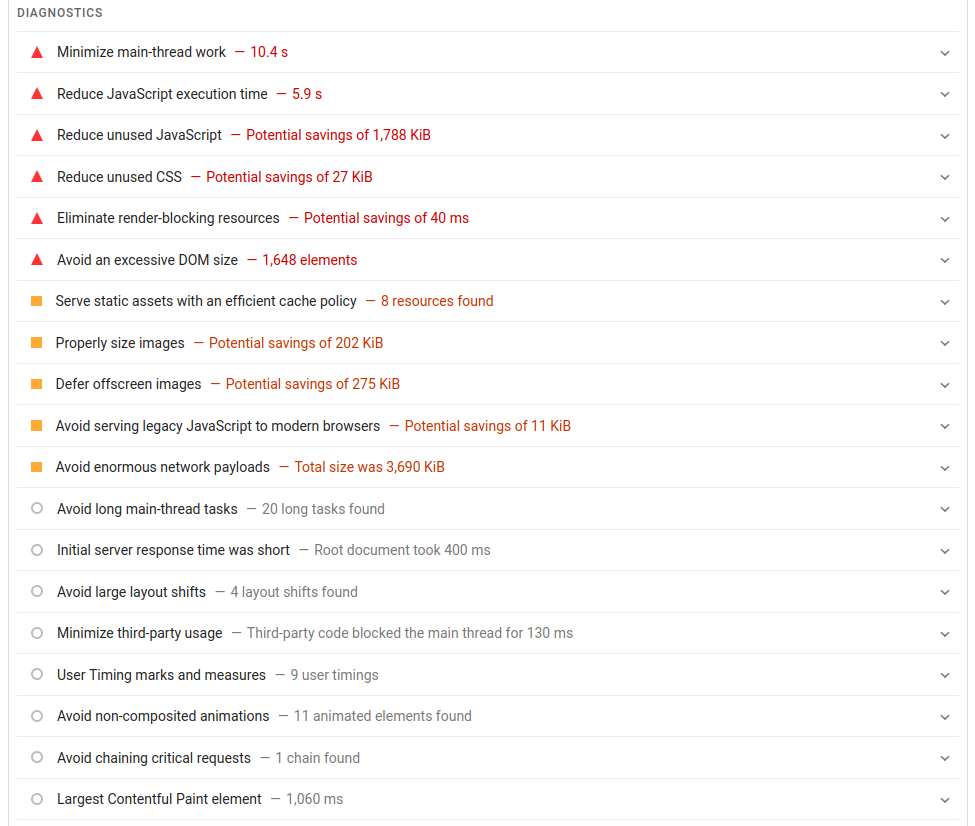 DIAGNOSTICS
Minimize main-thread work — 10.4 s
Reduce JavaScript execution time — 5.9 s
Reduce unused JavaScript — Potential savings of 1,788 KiB
Reduce unused CSS — Potential savings of 27 KiB
Eliminate render-blocking resources — Potential savings of 40 ms
Avoid an excessive DOM size — 1,648 elements
Serve static assets with an efficient cache policy — 8 resources found
Properly size images — Potential savings of 202 KiB
Defer offscreen images — Potential savings of 275 KiB
Avoid serving legacy JavaScript to modern browsers — Potential savings of 11 KiB
Avoid enormous network payloads — Total size was 3,690 KiB
Avoid long main-thread tasks — 20 long tasks found
Initial server response time was short — Root document took 400 ms
Avoid large layout shifts — 4 layout shifts found
Minimize third-party usage — Third-party code blocked the main thread for 130 ms
User Timing marks and measures — 9 user timings
Avoid non-composited animations — 11 animated elements found
Avoid chaining critical requests — 1 chain found
Largest Contentful Paint element — 1,060 ms